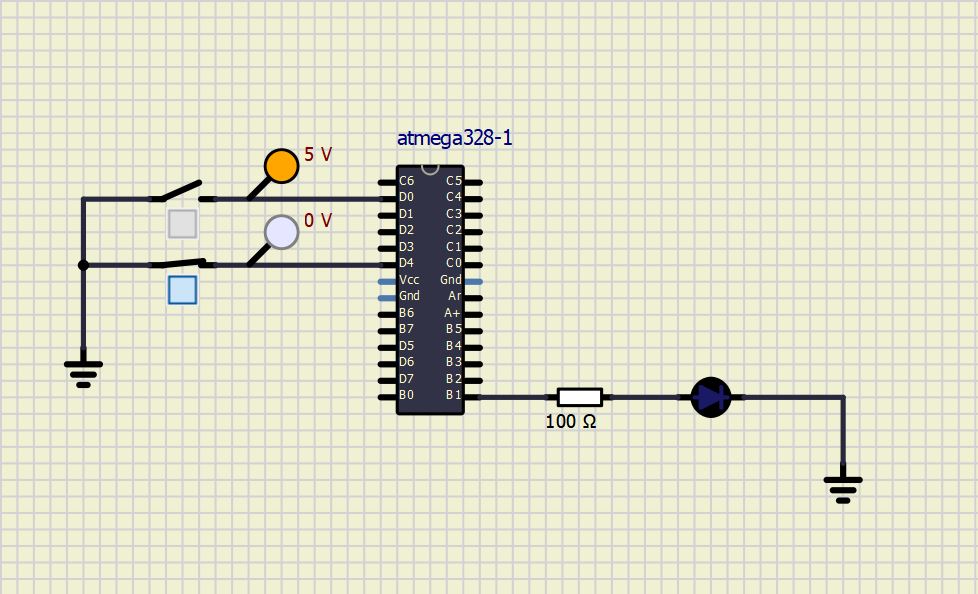 atmega328-1
5 V
0 V
C6 C5
D0 C4
D1 C3
D2 C2
D3 C1
D4 C0
Vcc Gnd
Gnd Ar
B6 A+
B7 B5
D5 B4
D6 B3
D7 B2
B0 B1
100 Ω